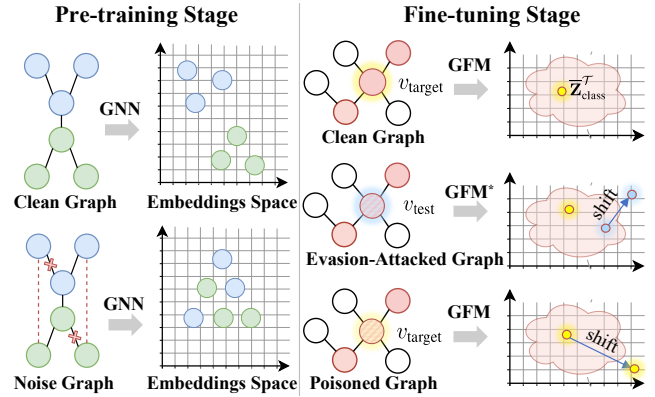 Pre-training Stage
GNN
Clean Graph
Embeddings Space
GNN
Noise Graph
Embeddings Space
Fine-tuning Stage
GFM
v_target
Z̅^𝒯_class
Clean Graph
GFM*
v_test
shift
Evasion-Attacked Graph
GFM
v_target
shift
Poisoned Graph